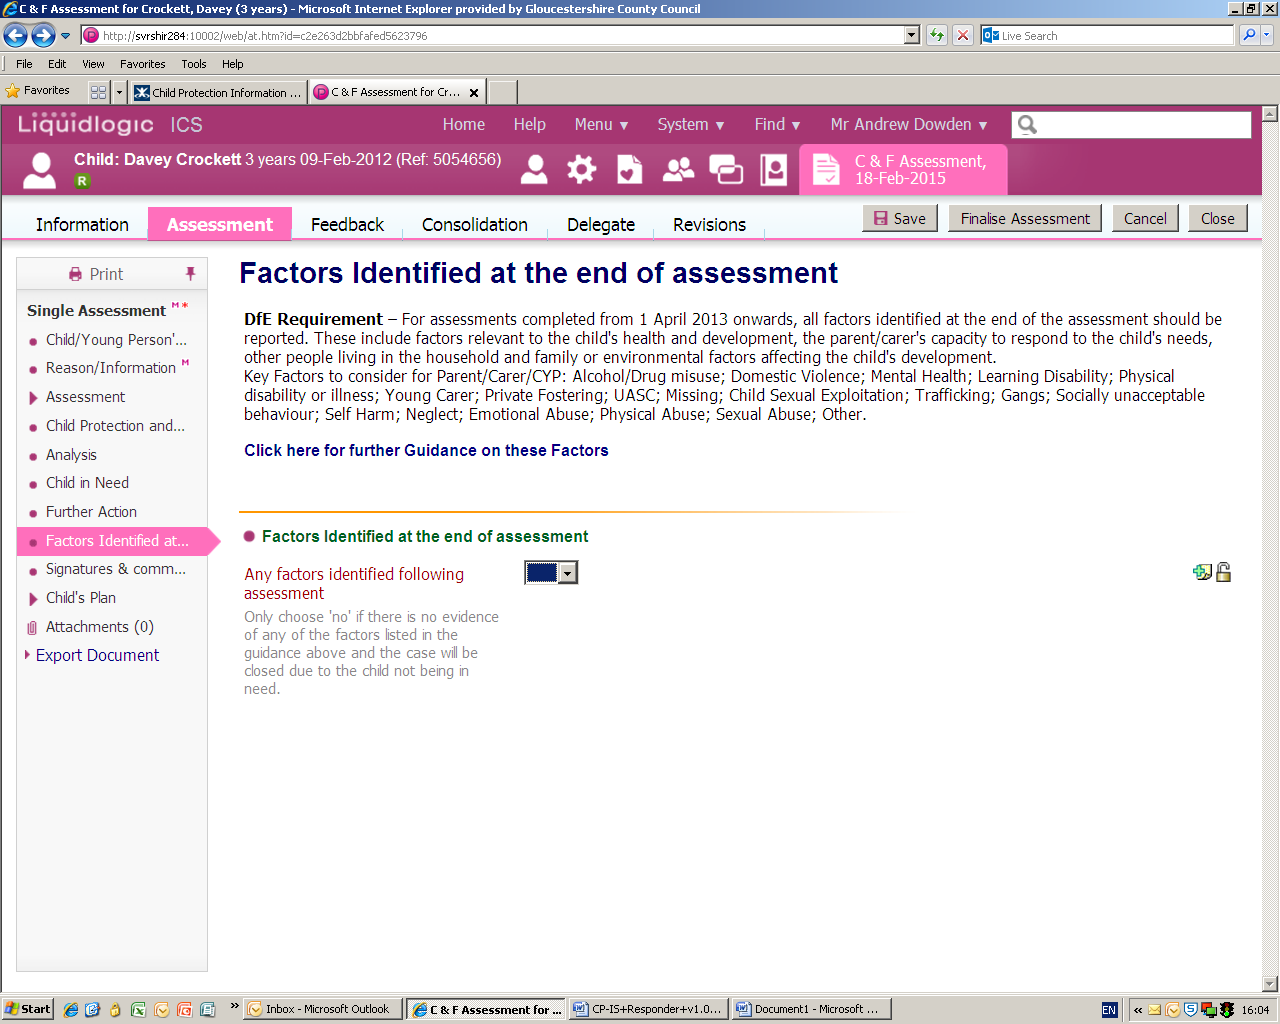 C & F Assessment for Crockett, Davey (3 years) - Microsoft Internet Explorer provided by Gloucestershire County Council
http://svrshir284:10002/web/at.htm?id=c2e263d2bbfafed5623796
Live Search
File Edit View Favorites Tools Help
Favorites
Child Protection Information ...
C & F Assessment for Cr...
Liquidlogic ICS
Home Help Menu ▼ System ▼ Find ▼ Mr Andrew Dowden ▼
Child: Davey Crockett 3 years 09-Feb-2012 (Ref: 5054656)
R
C & F Assessment,
18-Feb-2015
Information Assessment Feedback Consolidation Delegate Revisions
Save Finalise Assessment Cancel Close
Print
Single Assessment M *
Child/Young Person'...
Reason/Information M
Assessment
Child Protection and...
Analysis
Child in Need
Further Action
Factors Identified at...
Signatures & comm...
Child's Plan
Attachments (0)
Export Document
Factors Identified at the end of assessment
DfE Requirement – For assessments completed from 1 April 2013 onwards, all factors identified at the end of the assessment should be
reported. These include factors relevant to the child's health and development, the parent/carer's capacity to respond to the child's needs,
other people living in the household and family or environmental factors affecting the child's development.
Key Factors to consider for Parent/Carer/CYP: Alcohol/Drug misuse; Domestic Violence; Mental Health; Learning Disability; Physical
disability or illness; Young Carer; Private Fostering; UASC; Missing; Child Sexual Exploitation; Trafficking; Gangs; Socially unacceptable
behaviour; Self Harm; Neglect; Emotional Abuse; Physical Abuse; Sexual Abuse; Other.
Click here for further Guidance on these Factors
Factors Identified at the end of assessment
Any factors identified following
assessment
Only choose 'no' if there is no evidence
of any of the factors listed in the
guidance above and the case will be
closed due to the child not being in
need.
Start
Inbox - Microsoft Outlook
C & F Assessment for ...
CP-IS+Responder+v1.0...
Document1 - Microsoft ...
EN
16:04